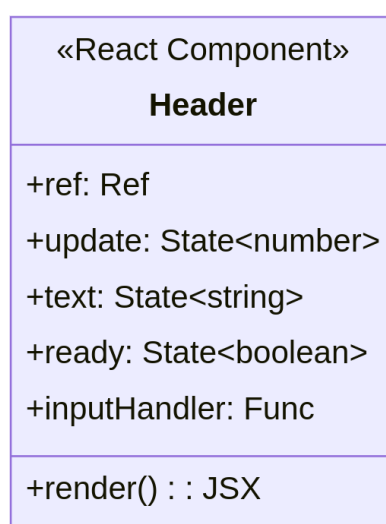 «React Component»
Header
+ref: Ref
+update: State<number>
+text: State<string>
+ready: State<boolean>
+inputHandler: Func
+render() : : JSX